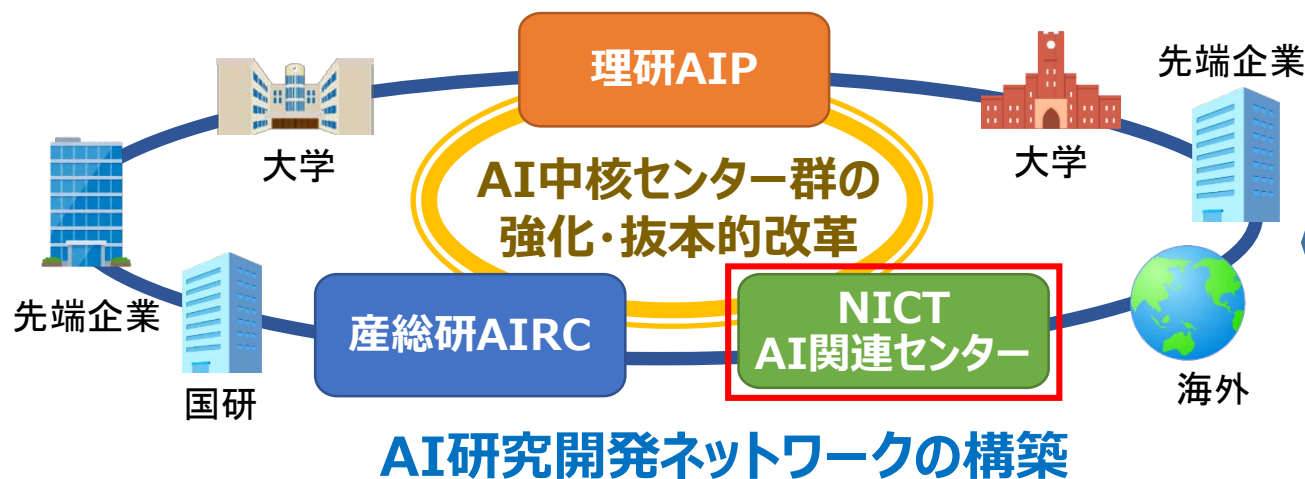 理研AIP
先端企業
大学
大学
AI中核センター群の
強化・抜本的改革
先端企業
産総研AIRC
NICT
AI関連センター
国研
海外
AI研究開発ネットワークの構築